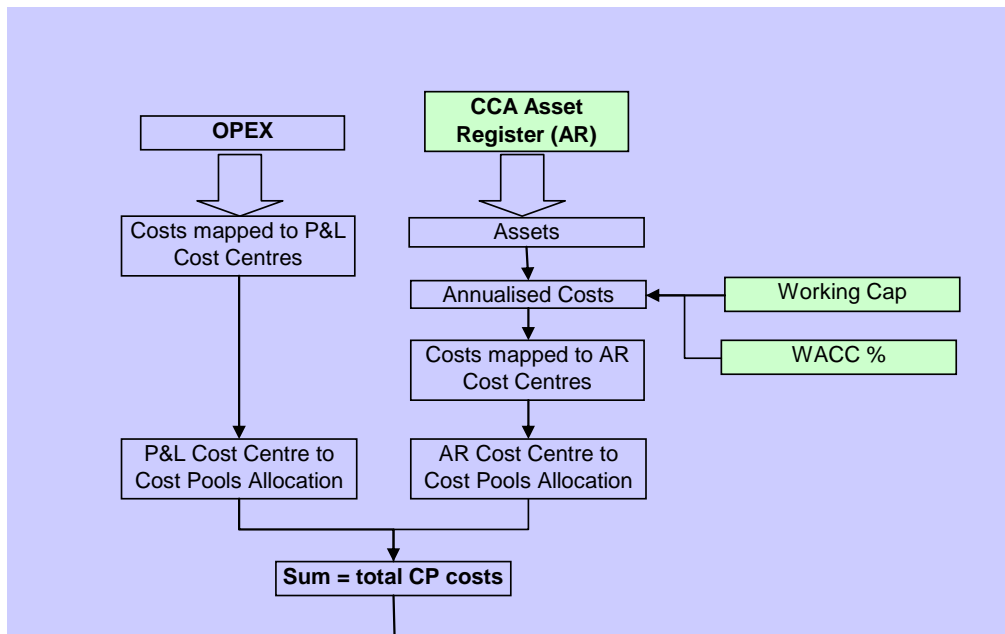 OPEX
CCA Asset
Register (AR)
Costs mapped to P&L
Cost Centres
Assets
Annualised Costs
Working Cap
Costs mapped to AR
Cost Centres
WACC %
P&L Cost Centre to
Cost Pools Allocation
AR Cost Centre to
Cost Pools Allocation
Sum = total CP costs